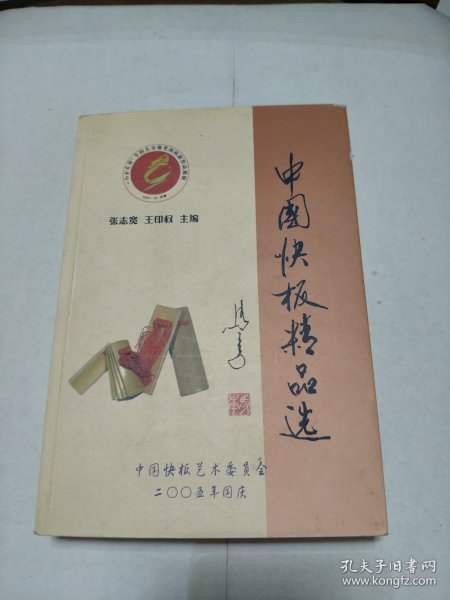 张志宽 王印权 主编
中国快板精品选
中国快板艺术委员会
二〇〇五年国庆
孔夫子旧书网
www.kongfz.com